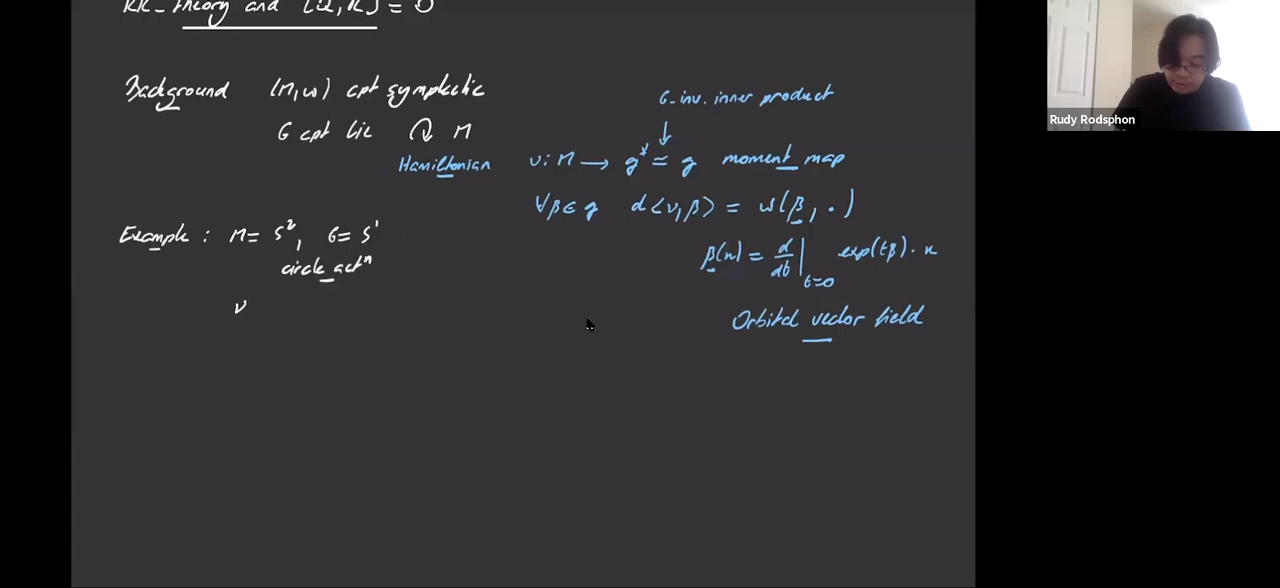 KK-theory and [Q,R] = 0
Background (M,ω) cpt symplectic
G-inv. inner product
G cpt Lie ↻ M
↓
Hamiltonian ν: M → g* ≃ g moment map
∀β∈g d<ν,β> = ω(β, .)
Example : M = S², G = S¹
circle actⁿ
β(x) = d/dt |t=0 exp(tβ)·x
ν
Orbital vector field
Rudy Rodsphon